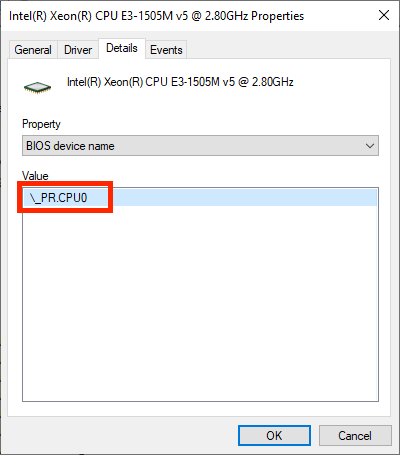 Intel(R) Xeon(R) CPU E3-1505M v5 @ 2.80GHz Properties
General Driver Details Events
Intel(R) Xeon(R) CPU E3-1505M v5 @ 2.80GHz
Property
BIOS device name
Value
\_PR.CPU0
OK Cancel